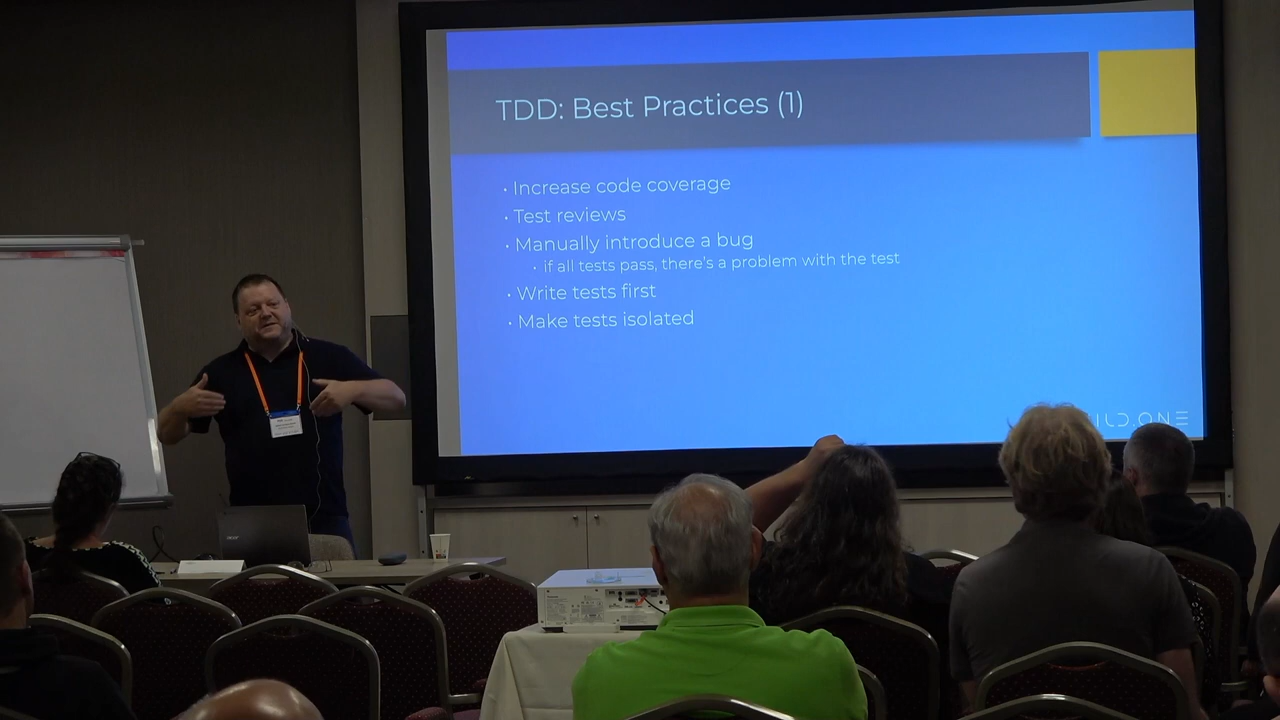 TDD: Best Practices (1)
• Increase code coverage
• Test reviews
• Manually introduce a bug
• if all tests pass, there's a problem with the test
• Write tests first
• Make tests isolated
acer